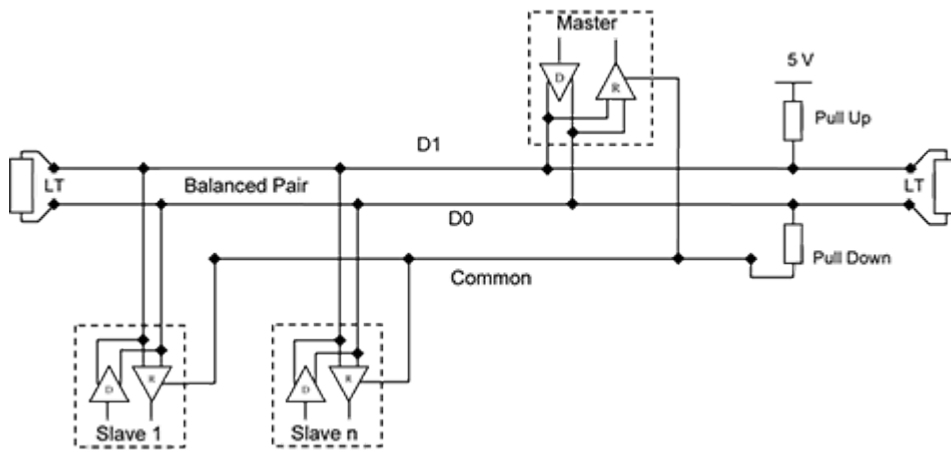 Master
5 V
D
R
Pull Up
D1
LT
Balanced Pair
LT
D0
Pull Down
Common
D
R
D
R
Slave 1
Slave n